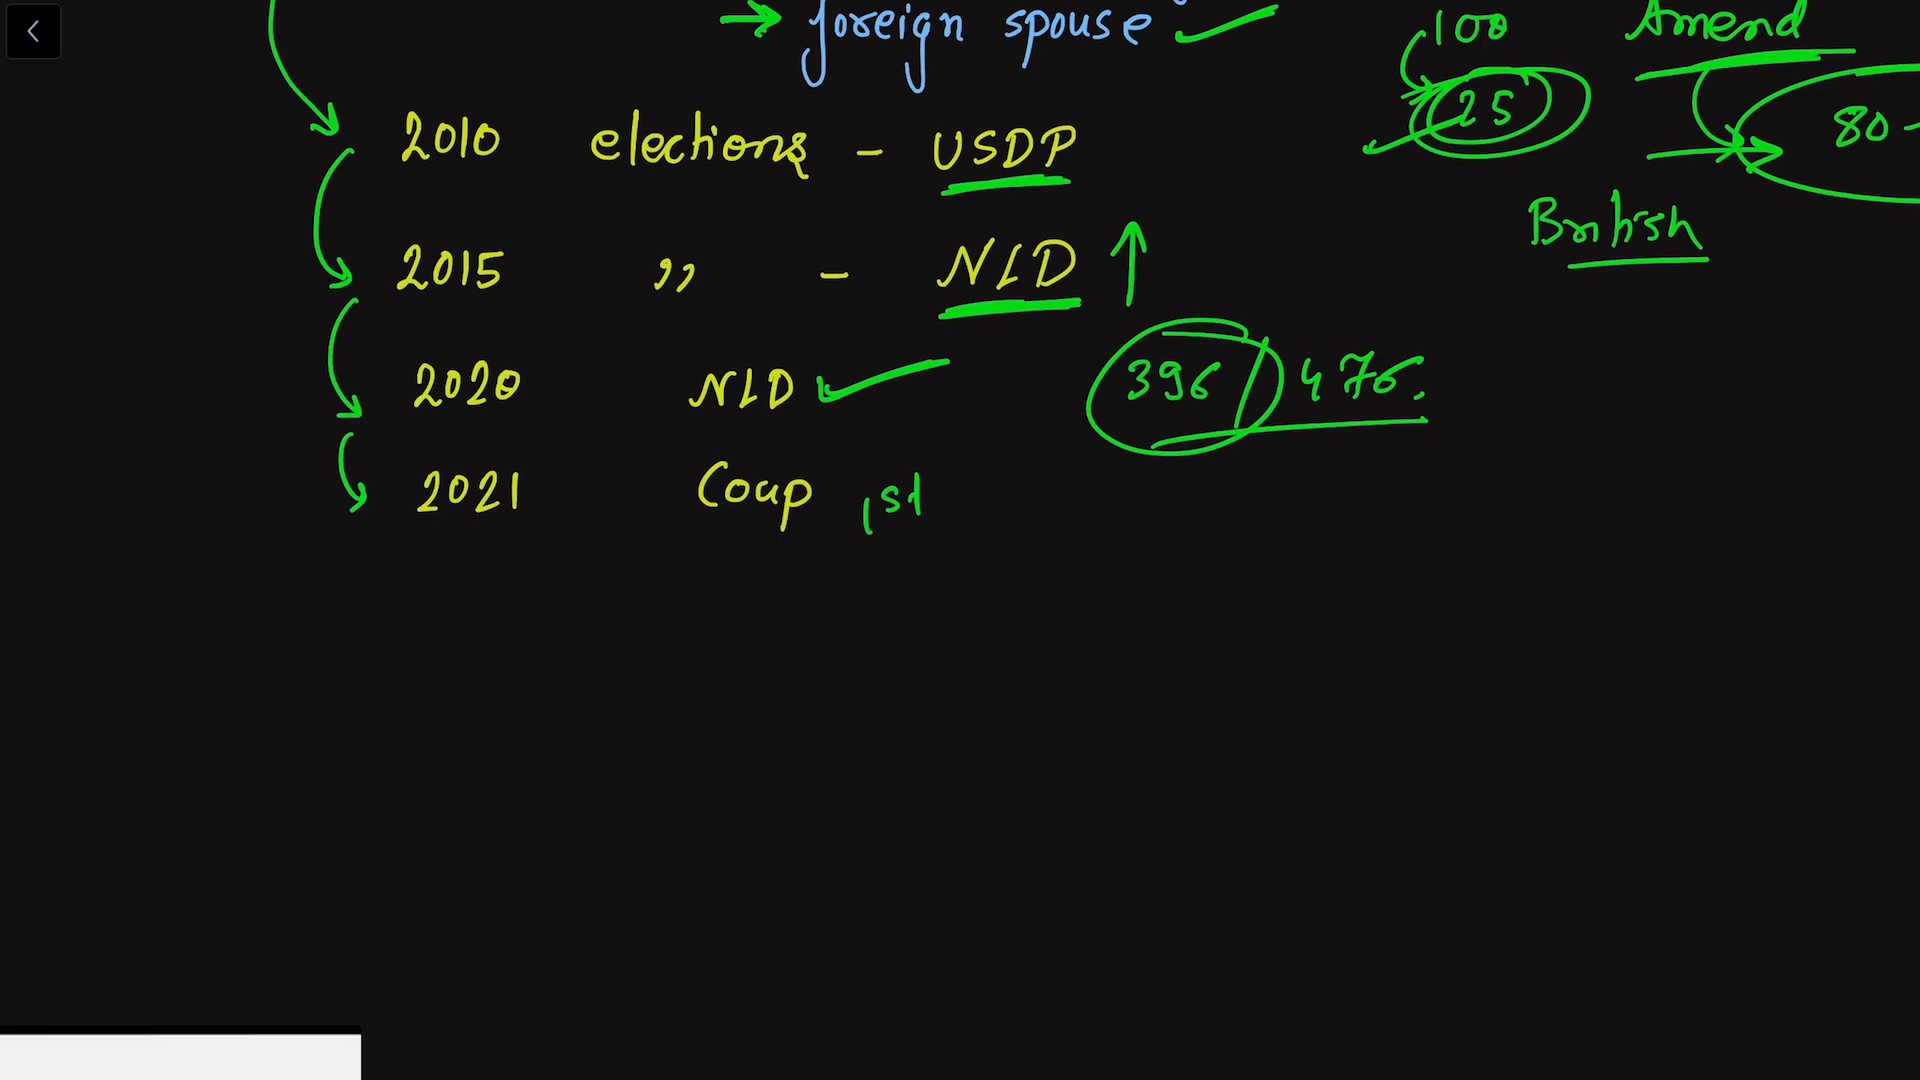 → foreign spouse
100
Amend
25
80-
British
2010 elections - USDP
2015 ,, - NLD ↑
2020 NLD
396/476.
2021 Coup 1st